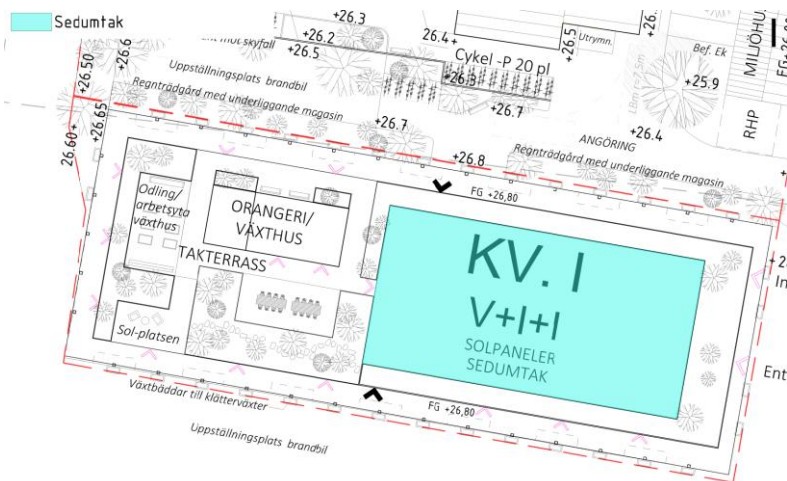 Sedumtak
+26.3
+26.2
+26.5
26.4+
Utrymn.
+26.5
Bef. Ek
MILJÖHU
Cykel -P 20 pl
+26.3
+26.7
+25.9
+26.50
Uppställningsplats brandbil
Regnträdgård med underliggande magasin
+26.7
RHP
+26.4
ANGÖRING
Regnträdgård med underliggande magasin
+26.65
26.60+
+26.8
FG +26,80
Odling/
arbetsyta
växthus
ORANGERI/
VÄXTHUS
TAKTERRASS
KV. I
V+I+I
SOLPANELER
SEDUMTAK
Sol-platsen
Ent
Växtbäddar till klätterväxter
FG +26,80
Uppställningsplats brandbil